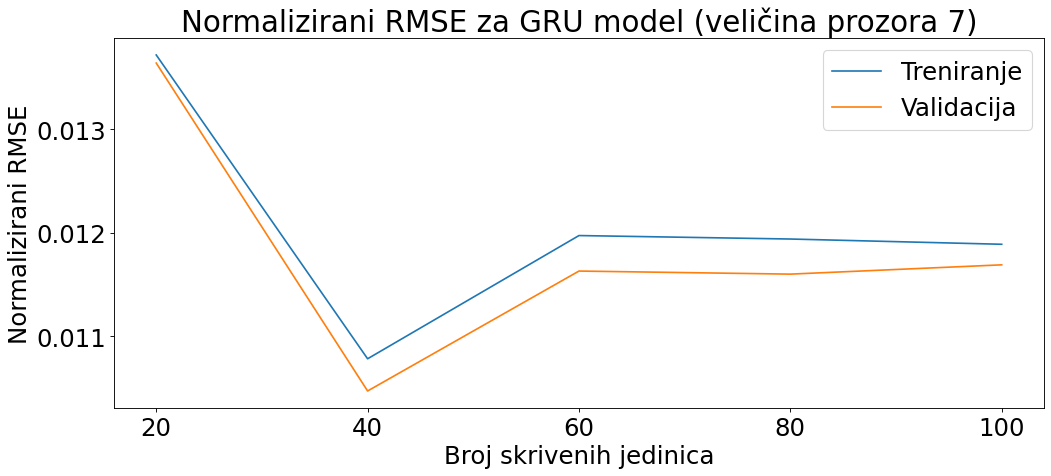 Normalizirani RMSE za GRU model (veličina prozora 7)
Treniranje
Validacija
Normalizirani RMSE
0.013
0.012
0.011
20 40 60 80 100
Broj skrivenih jedinica